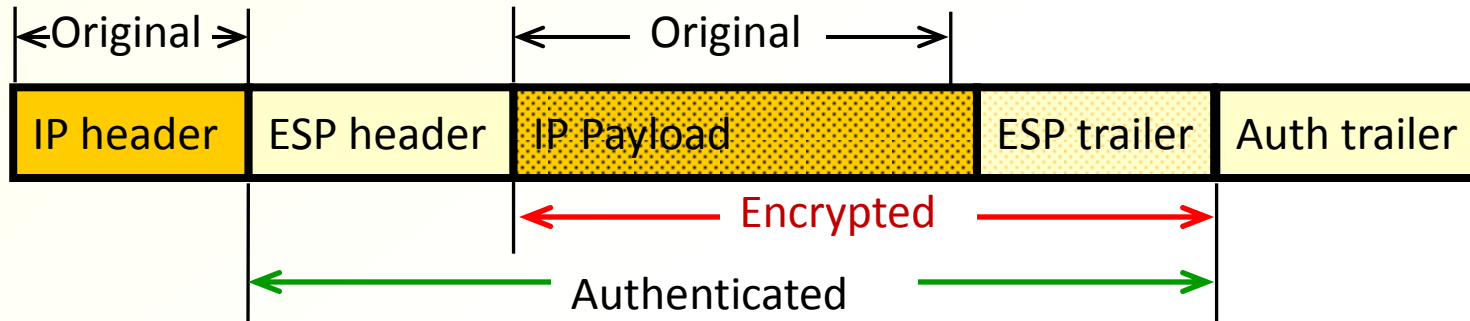 Original
Original
IP header
ESP header
IP Payload
ESP trailer
Auth trailer
Encrypted
Authenticated